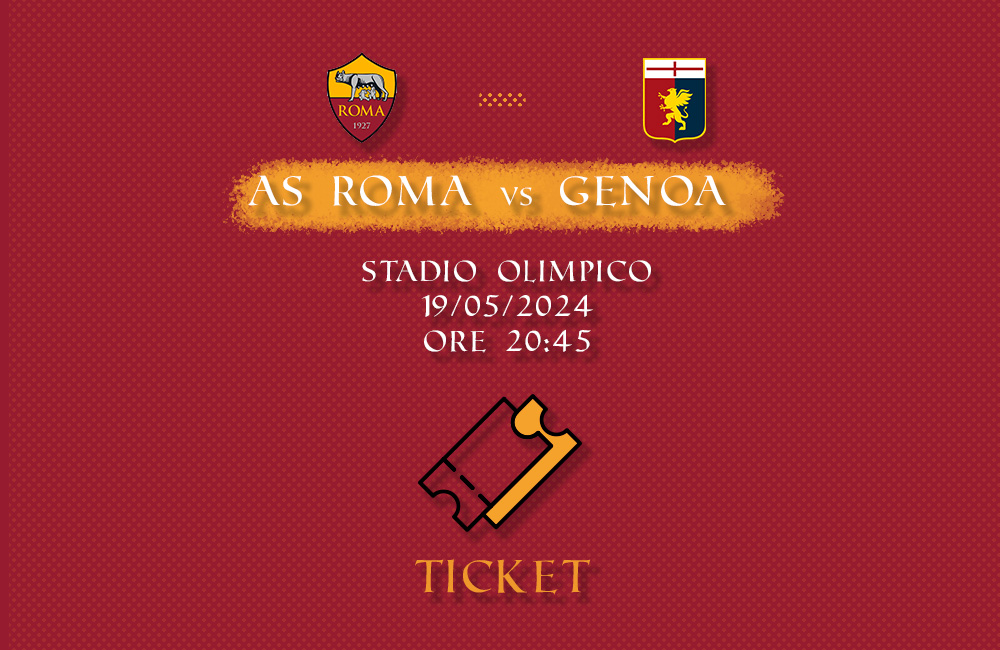 ROMA
1927
AS ROMA VS GENOA
STADIO OLIMPICO
19/05/2024
ORE 20:45
TICKET